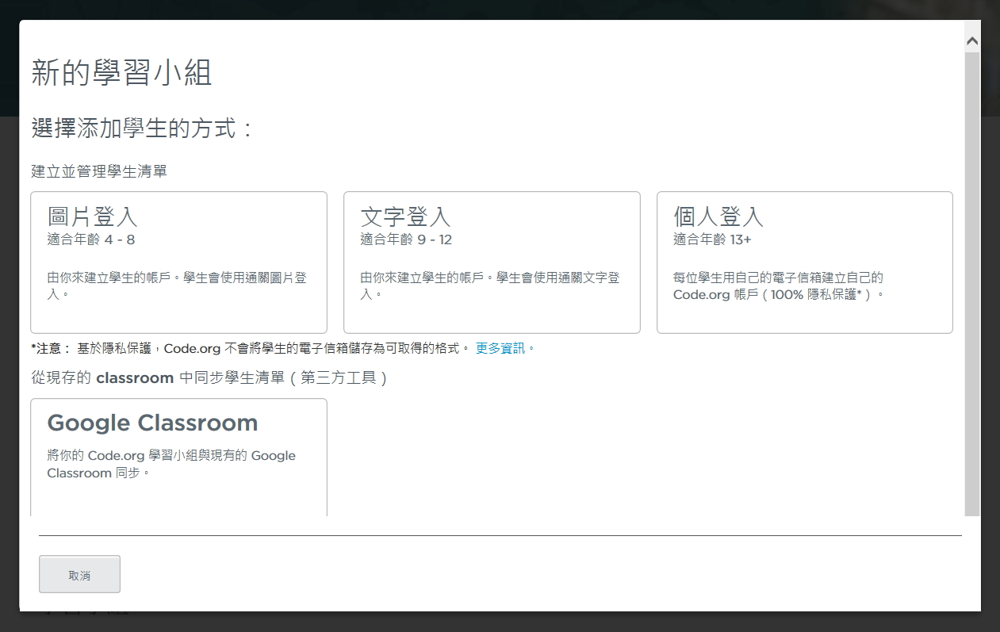 新的學習小組
選擇添加學生的方式：
建立並管理學生清單
圖片登入
適合年齡 4 - 8
由你來建立學生的帳戶。學生會使用通關圖片登
入。
文字登入
適合年齡 9 - 12
由你來建立學生的帳戶。學生會使用通關文字登
入。
個人登入
適合年齡 13+
每位學生用自己的電子信箱建立自己的
Code.org 帳戶 ( 100% 隱私保護* ) 。
*注意： 基於隱私保護，Code.org 不會將學生的電子信箱儲存為可取得的格式。 更多資訊。
從現存的 classroom 中同步學生清單 ( 第三方工具 )
Google Classroom
將你的 Code.org 學習小組與現有的 Google
Classroom 同步。
取消